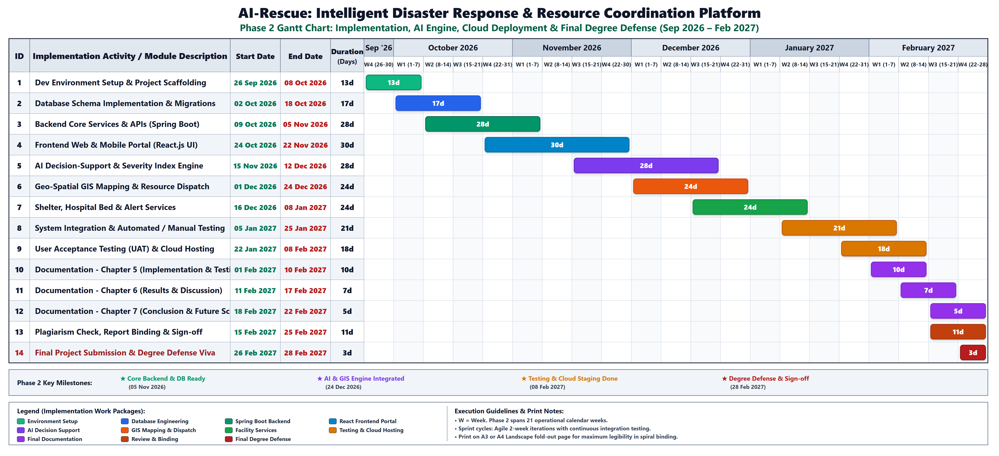 AI-Rescue: Intelligent Disaster Response & Resource Coordination Platform
Phase 2 Gantt Chart: Implementation, AI Engine, Cloud Deployment & Final Degree Defense (Sep 2026 – Feb 2027)
ID Implementation Activity / Module Description Start Date End Date Duration (Days) Sep '26 October 2026 November 2026 December 2026 January 2027 February 2027
W4 (26-30) W1 (1-7) W2 (8-14) W3 (15-21) W4 (22-31) W1 (1-7) W2 (8-14) W3 (15-21) W4 (22-30) W1 (1-7) W2 (8-14) W3 (15-21) W4 (22-31) W1 (1-7) W2 (8-14) W3 (15-21) W4 (22-31) W1 (1-7) W2 (8-14) W3 (15-21) W4 (22-28)
1 Dev Environment Setup & Project Scaffolding 26 Sep 2026 08 Oct 2026 13d 13d
2 Database Schema Implementation & Migrations 02 Oct 2026 18 Oct 2026 17d 17d
3 Backend Core Services & APIs (Spring Boot) 09 Oct 2026 05 Nov 2026 28d 28d
4 Frontend Web & Mobile Portal (React.js UI) 24 Oct 2026 22 Nov 2026 30d 30d
5 AI Decision-Support & Severity Index Engine 15 Nov 2026 12 Dec 2026 28d 28d
6 Geo-Spatial GIS Mapping & Resource Dispatch 01 Dec 2026 24 Dec 2026 24d 24d
7 Shelter, Hospital Bed & Alert Services 16 Dec 2026 08 Jan 2027 24d 24d
8 System Integration & Automated / Manual Testing 05 Jan 2027 25 Jan 2027 21d 21d
9 User Acceptance Testing (UAT) & Cloud Hosting 22 Jan 2027 08 Feb 2027 18d 18d
10 Documentation - Chapter 5 (Implementation & Testi 01 Feb 2027 10 Feb 2027 10d 10d
11 Documentation - Chapter 6 (Results & Discussion) 11 Feb 2027 17 Feb 2027 7d 7d
12 Documentation - Chapter 7 (Conclusion & Future Sc 18 Feb 2027 22 Feb 2027 5d 5d
13 Plagiarism Check, Report Binding & Sign-off 15 Feb 2027 25 Feb 2027 11d 11d
14 Final Project Submission & Degree Defense Viva 26 Feb 2027 28 Feb 2027 3d 3d
Phase 2 Key Milestones: ★ Core Backend & DB Ready ★ AI & GIS Engine Integrated ★ Testing & Cloud Staging Done ★ Degree Defense & Sign-off
(05 Nov 2026) (24 Dec 2026) (08 Feb 2027) (28 Feb 2027)
Legend (Implementation Work Packages):
Environment Setup Database Engineering Spring Boot Backend React Frontend Portal
AI Decision Support GIS Mapping & Dispatch Facility Services Testing & Cloud Hosting
Final Documentation Review & Binding Final Degree Defense
Execution Guidelines & Print Notes:
• W = Week. Phase 2 spans 21 operational calendar weeks.
• Sprint cycles: Agile 2-week iterations with continuous integration testing.
• Print on A3 or A4 Landscape fold-out page for maximum legibility in spiral binding.